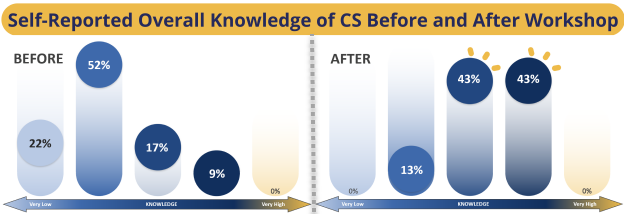 Self-Reported Overall Knowledge of CS Before and After Workshop
BEFORE
52%
22%
17%
9%
0%
Very Low
KNOWLEDGE
Very High
AFTER
43%
43%
13%
0%
0%
Very Low
KNOWLEDGE
Very High